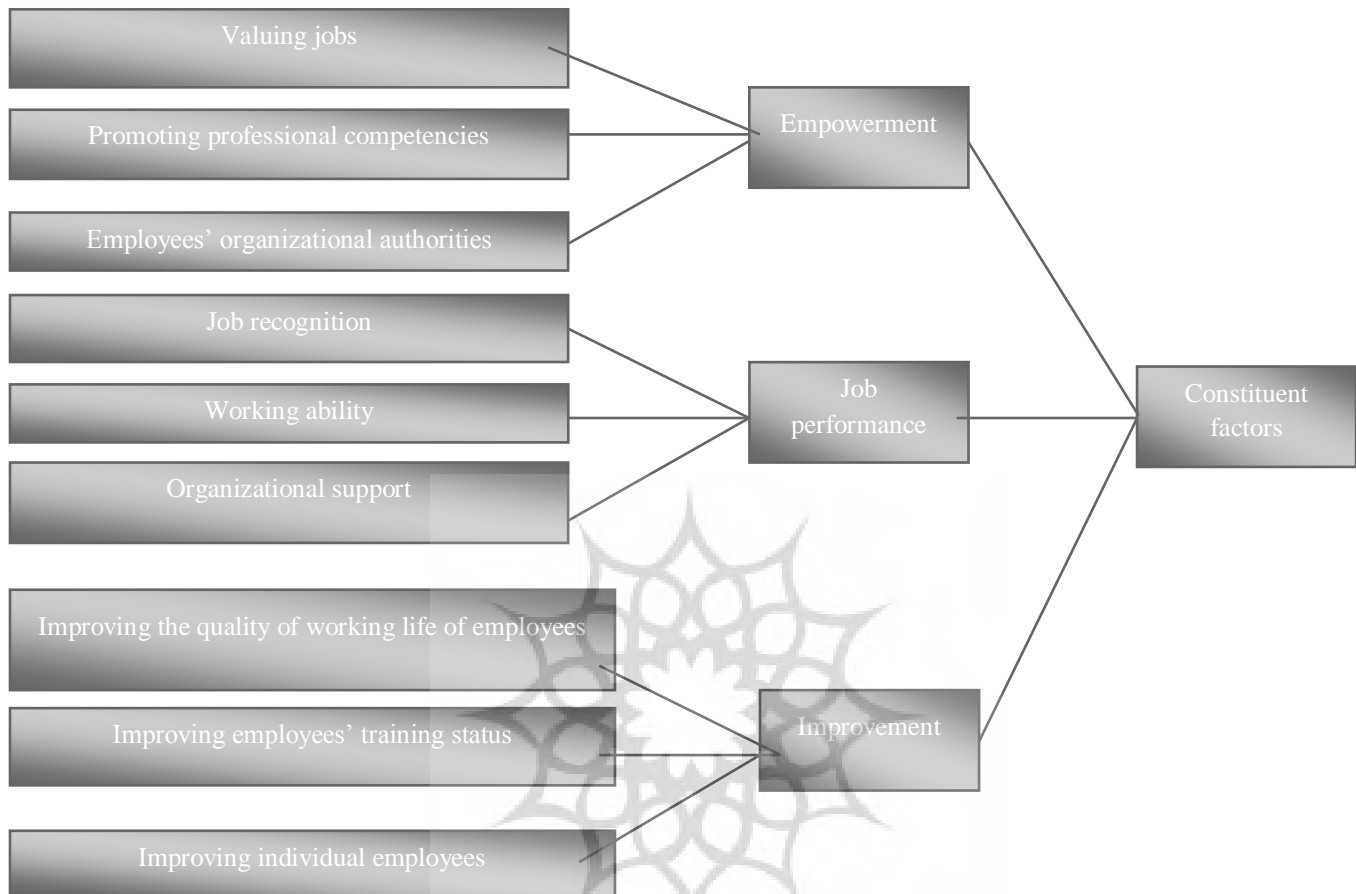 Valuing jobs
Promoting professional competencies
Employees’ organizational authorities
Job recognition
Working ability
Organizational support
Improving the quality of working life of employees
Improving employees’ training status
Improving individual employees
Empowerment
Job
performance
Improvement
Constituent
factors